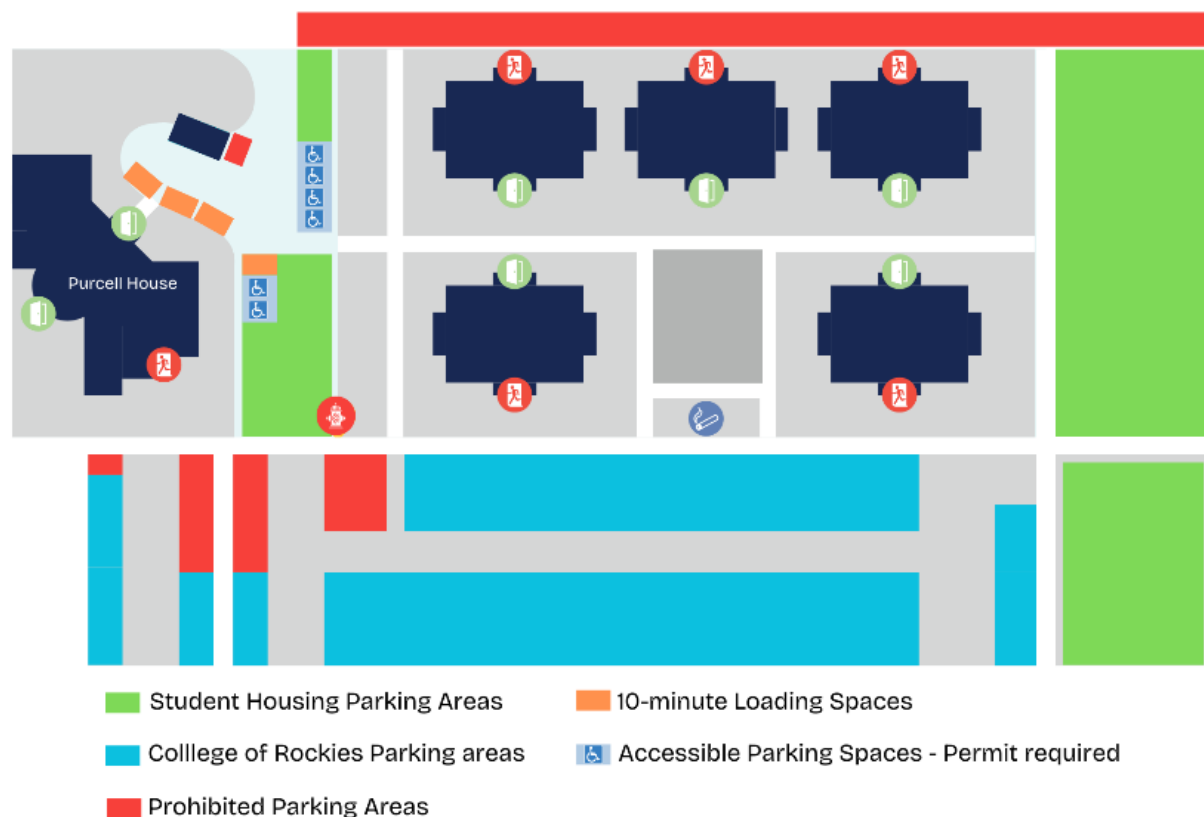 Purcell House
Student Housing Parking Areas
10-minute Loading Spaces
Colllege of Rockies Parking areas
Accessible Parking Spaces - Permit required
Prohibited Parking Areas